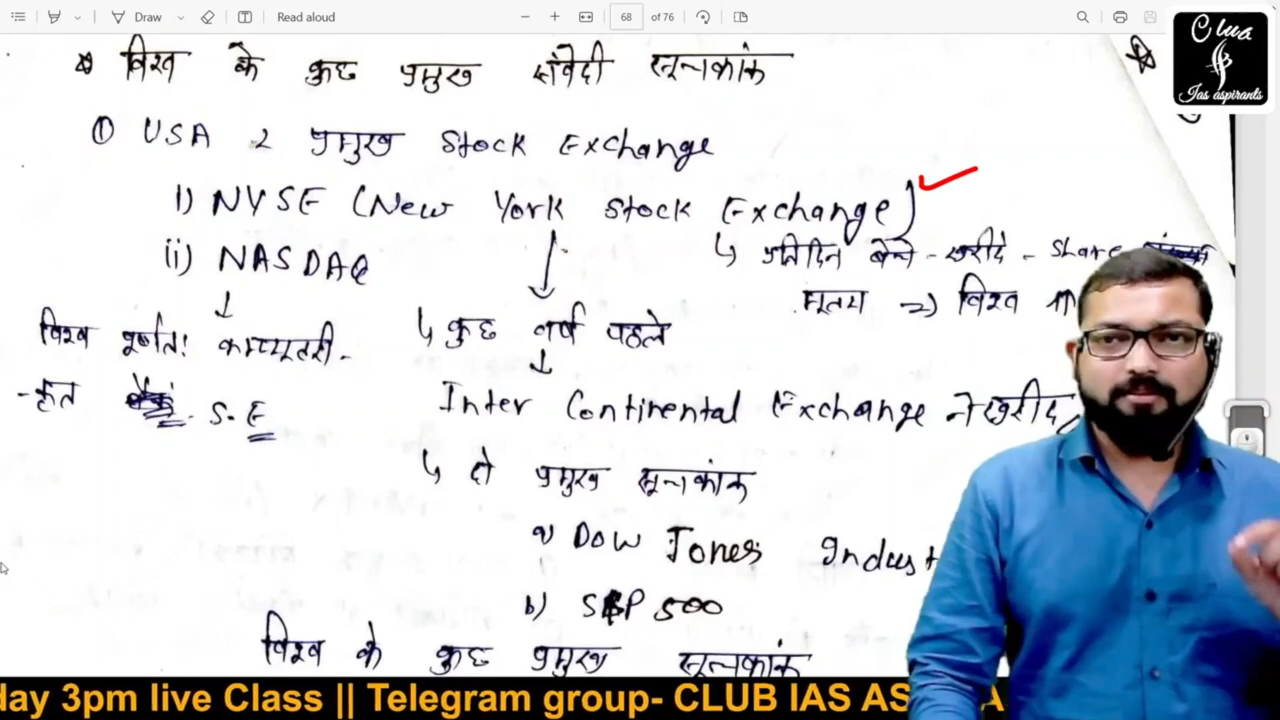 Draw
Read aloud
68 of 76
Clua
Ias aspirants
विश्व के कुछ प्रमुख संवेदी सूचकांक
① USA 2 प्रमुख Stock Exchange
i) NYSE (New York Stock Exchange)
↳ प्रतिदिन बेचे - खरीदे - Share
मूल्य => विश्व
ii) NASDAQ
विश्व पूर्णतः कम्प्यूतरी-
-कृत S.E
↳ कुछ वर्ष पहले
Inter Continental Exchange ने खरीद
↳ दो प्रमुख सूचकांक
a) Dow Jones Indust
b) S&P 500
विश्व के कुछ प्रमुख सूचकांक
day 3pm live Class || Telegram group- CLUB IAS AS A